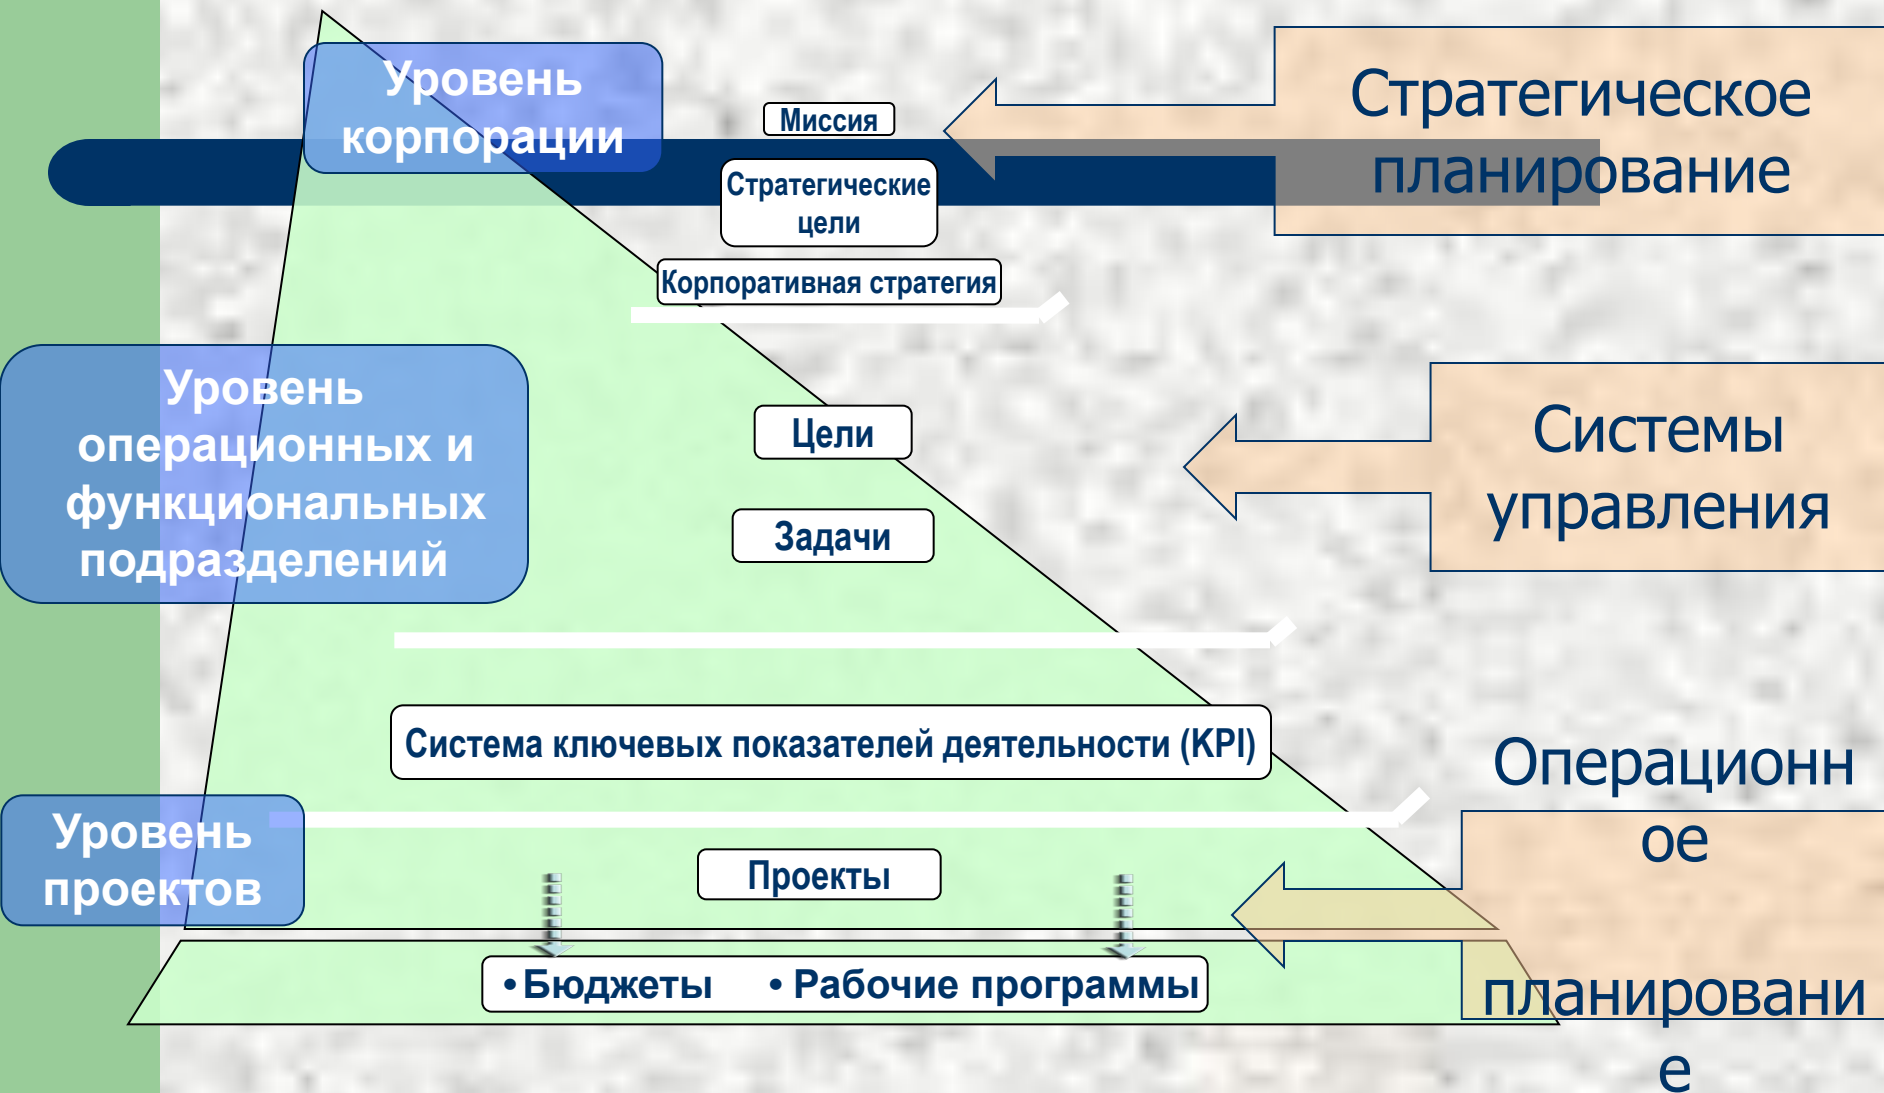 Уровень
корпорации
Миссия
Стратегические
цели
Корпоративная стратегия
Стратегическое
планирование
Уровень
операционных и
функциональных
подразделений
Цели
Задачи
Системы
управления
Система ключевых показателей деятельности (KPI)
Уровень
проектов
Проекты
• Бюджеты • Рабочие программы
Операционн
ое
планировани
е